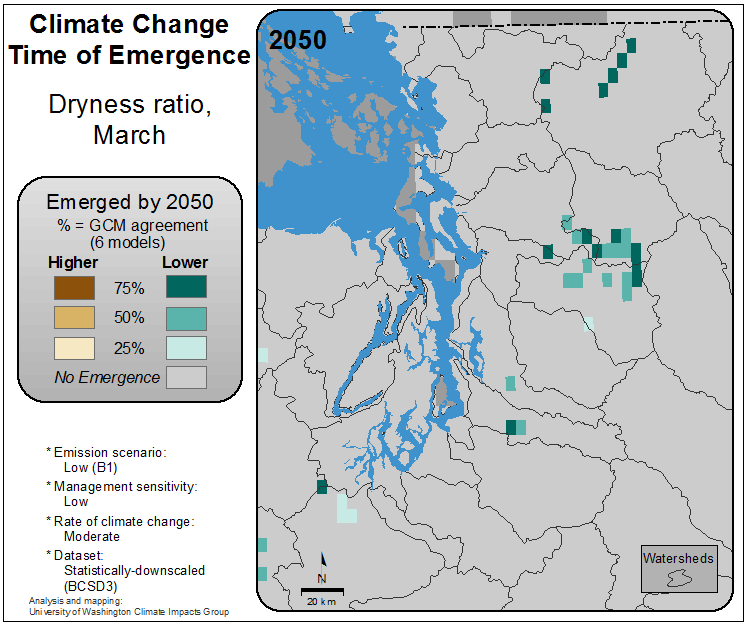 Climate Change
Time of Emergence
Dryness ratio,
March
Emerged by 2050
% = GCM agreement
(6 models)
Higher Lower
75%
50%
25%
No Emergence
* Emission scenario:
Low (B1)
* Management sensitivity:
Low
* Rate of climate change:
Moderate
* Dataset:
Statistically-downscaled
(BCSD3)
Analysis and mapping:
University of Washington Climate Impacts Group
2050
Watersheds
N
20 km